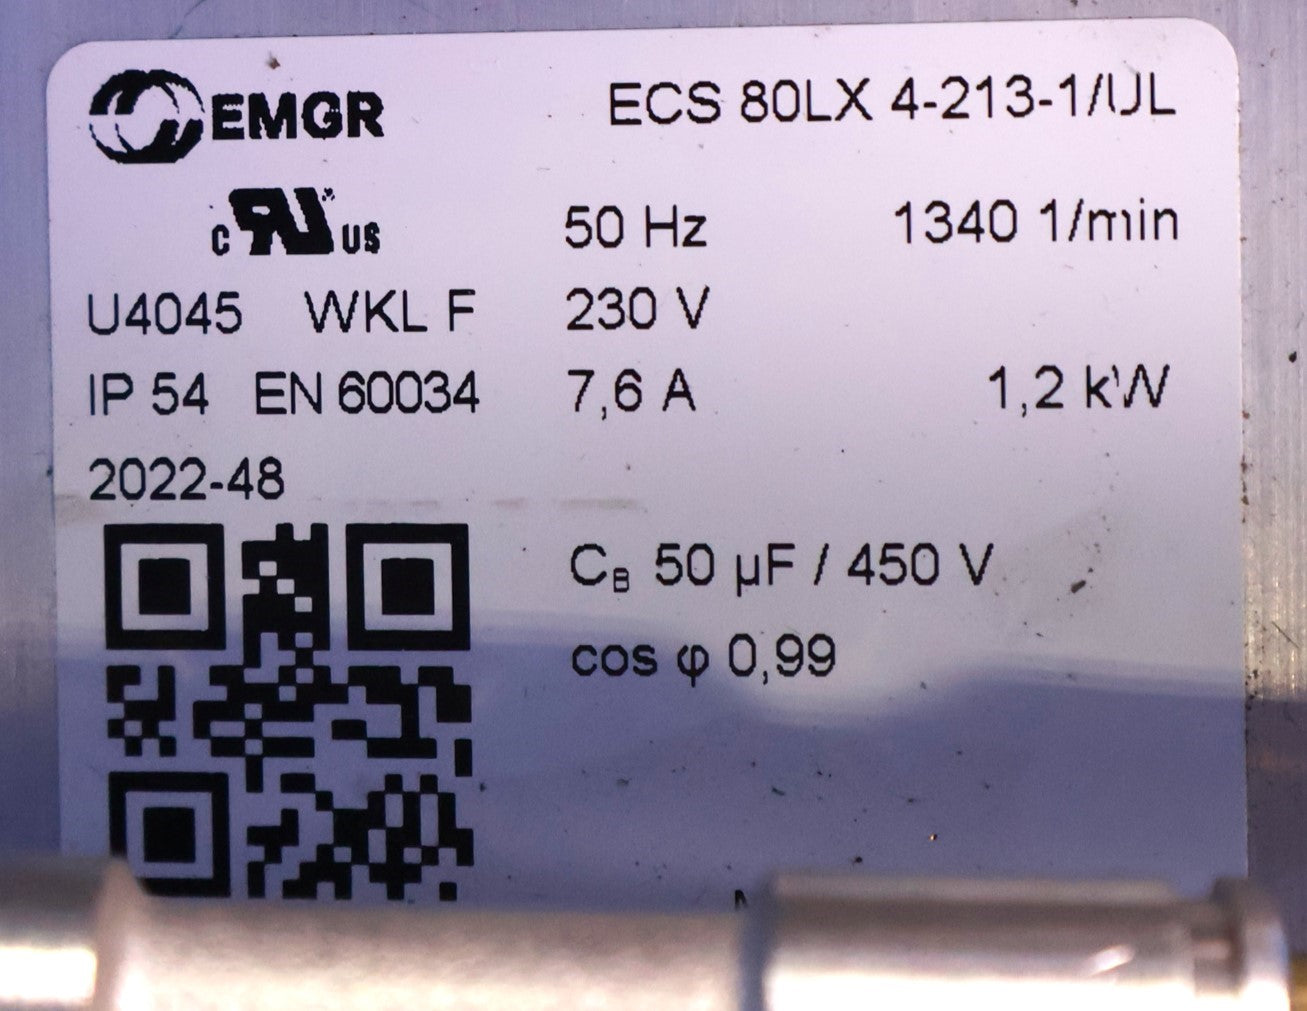 EMGR ECS 80LX 4-213-1/UL
c RU US 50 Hz 1340 1/min
U4045 WKL F 230 V
IP 54 EN 60034 7,6 A 1,2 kW
2022-48
CB 50 µF / 450 V
cos φ 0,99